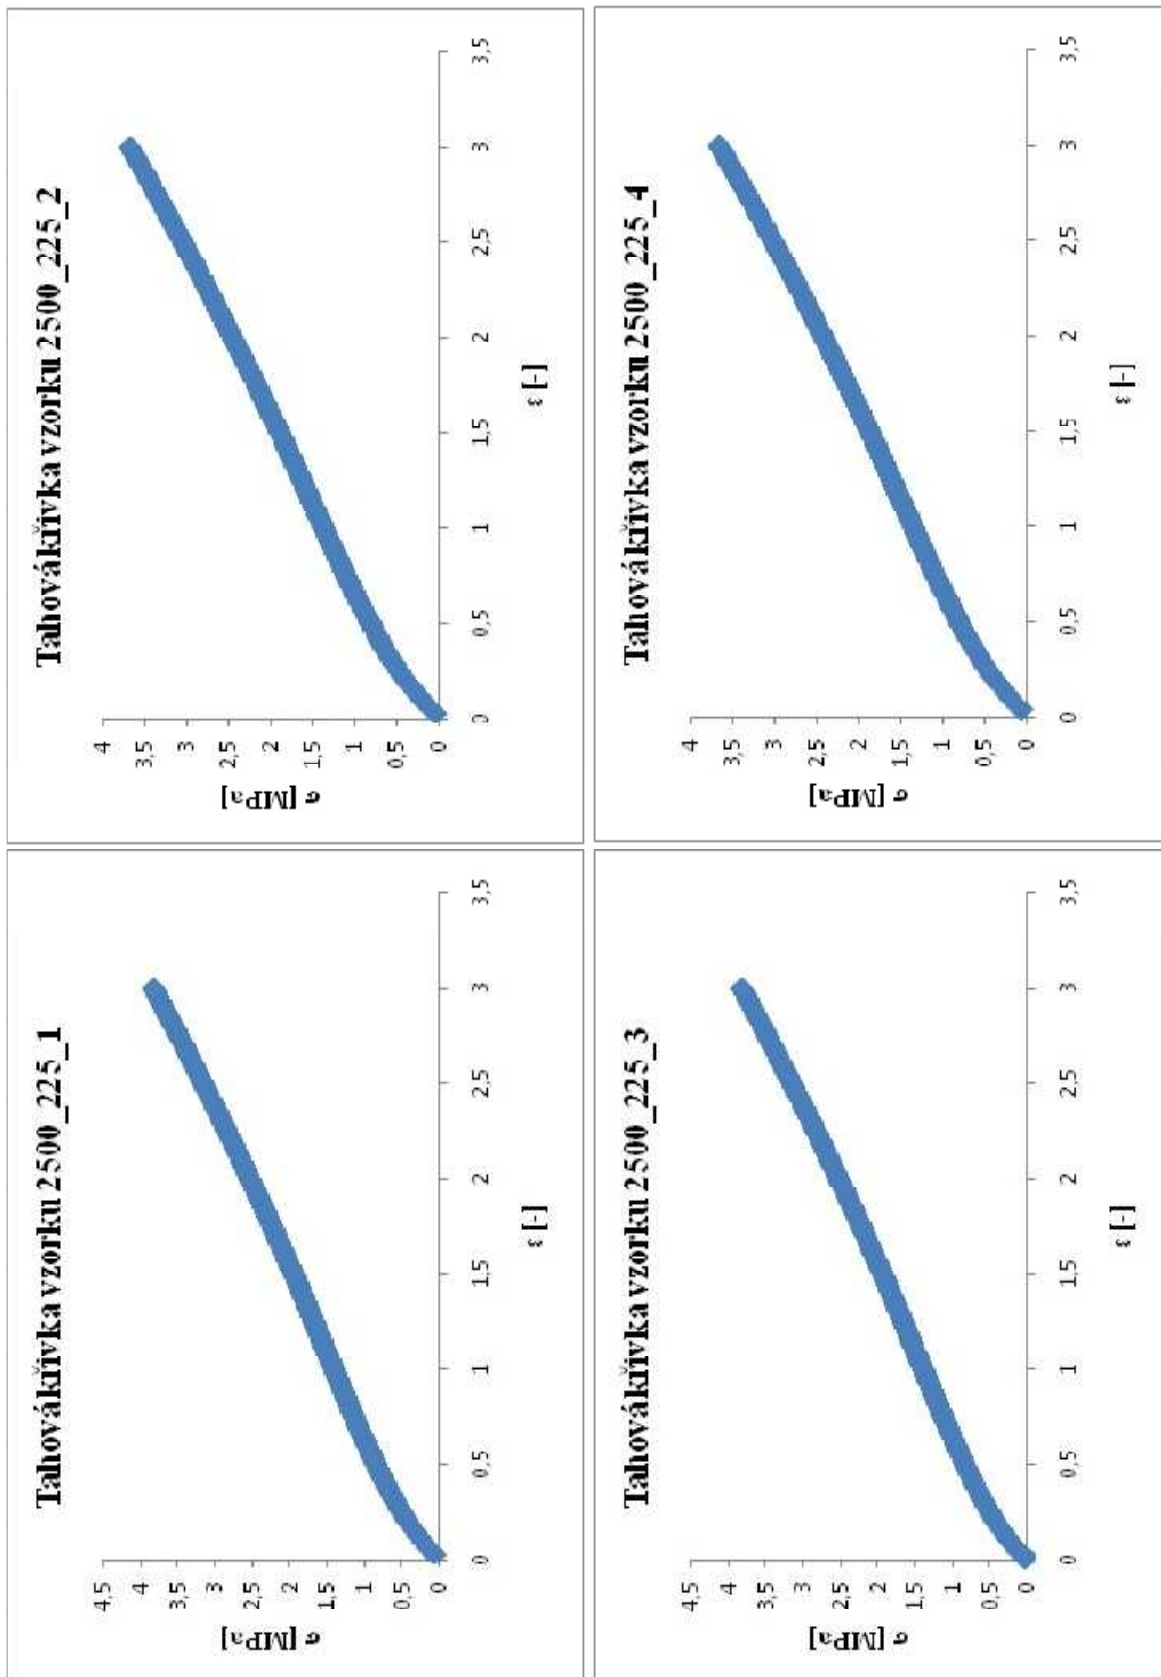 Tahová křivka vzorku 2500_225_1
4,5
4
3,5
3
2,5
2
1,5
1
0,5
0
σ [MPa]
0 0,5 1 1,5 2 2,5 3 3,5
ε [-]
Tahová křivka vzorku 2500_225_2
4
3,5
3
2,5
2
1,5
1
0,5
0
σ [MPa]
0 0,5 1 1,5 2 2,5 3 3,5
ε [-]
Tahová křivka vzorku 2500_225_3
4,5
4
3,5
3
2,5
2
1,5
1
0,5
0
σ [MPa]
0 0,5 1 1,5 2 2,5 3 3,5
ε [-]
Tahová křivka vzorku 2500_225_4
4
3,5
3
2,5
2
1,5
1
0,5
0
σ [MPa]
0 0,5 1 1,5 2 2,5 3 3,5
ε [-]